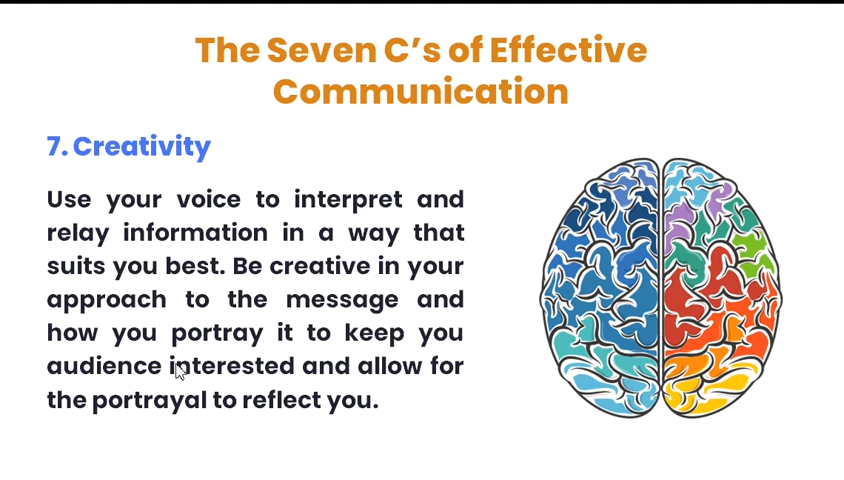 The Seven C’s of Effective
Communication
7. Creativity
Use your voice to interpret and
relay information in a way that
suits you best. Be creative in your
approach to the message and
how you portray it to keep you
audience interested and allow for
the portrayal to reflect you.